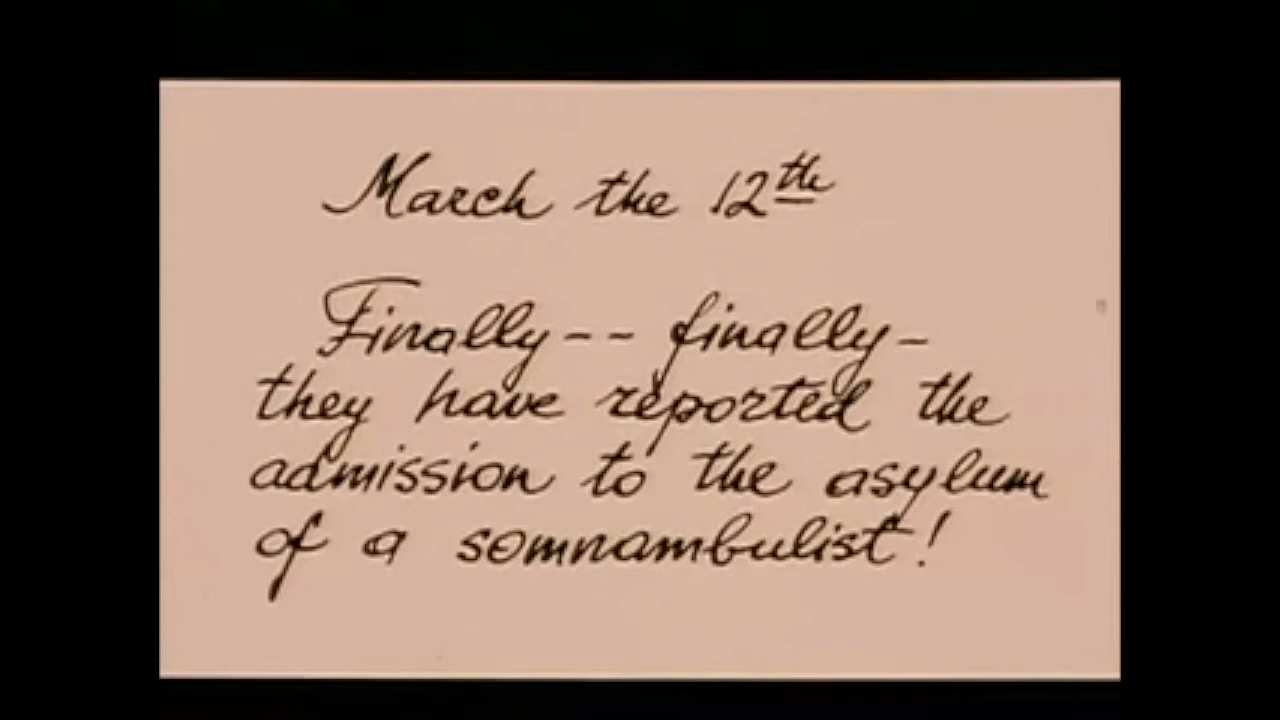 March the 12th
Finally -- finally -
they have reported the
admission to the asylum
of a somnambulist!